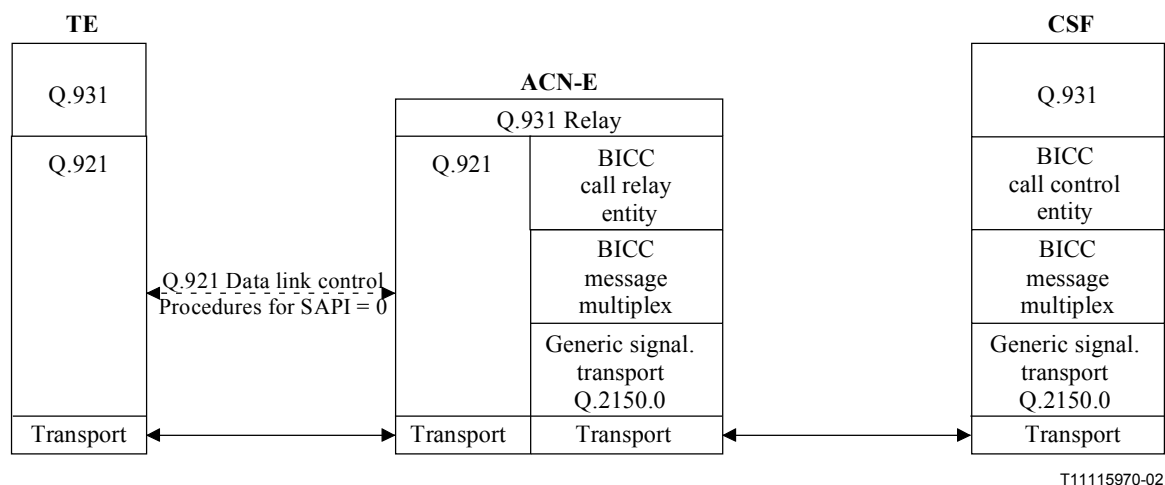 TE
CSF
ACN-E
Q.931
Q.931
Q.931 Relay
Q.921
Q.921
BICC
call relay
entity
BICC
call control
entity
BICC
message
multiplex
BICC
message
multiplex
Q.921 Data link control
Procedures for SAPI = 0
Generic signal.
transport
Q.2150.0
Generic signal.
transport
Q.2150.0
Transport
Transport
Transport
Transport
T11115970-02